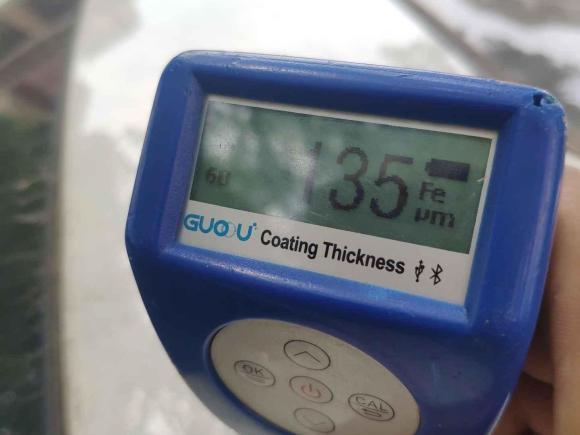 135
Fe
µm
60
GUOOU Coating Thickness
OK
CAL